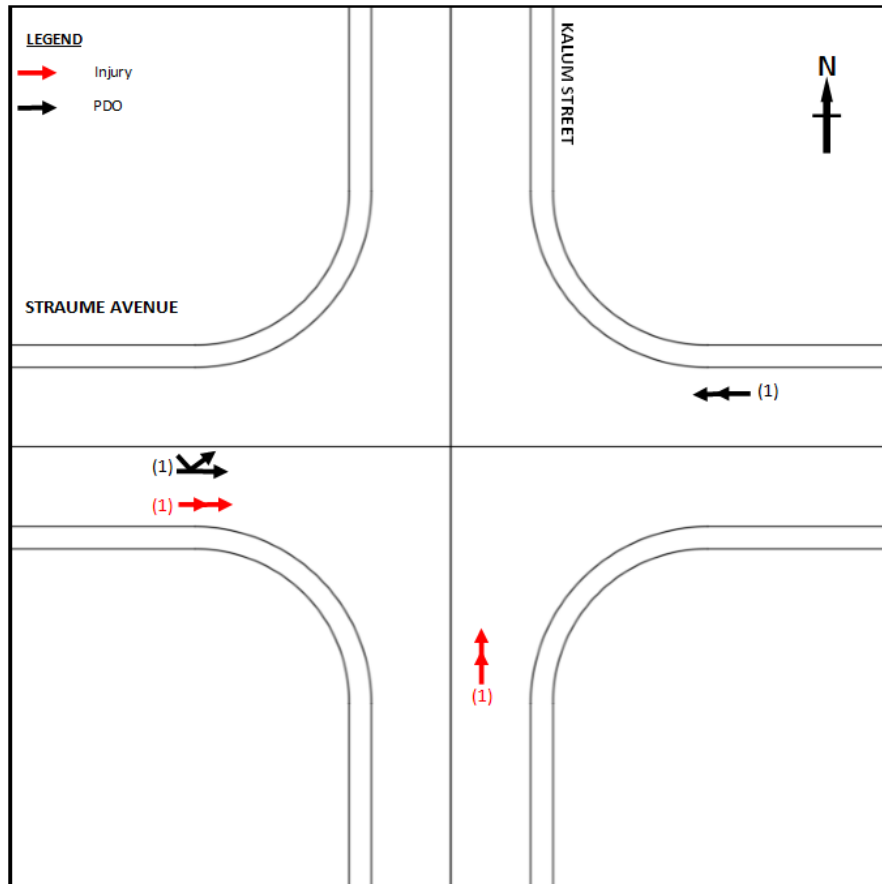 LEGEND
Injury
PDO
KALUM STREET
N
STRAUME AVENUE
(1)
(1)
(1)
(1)